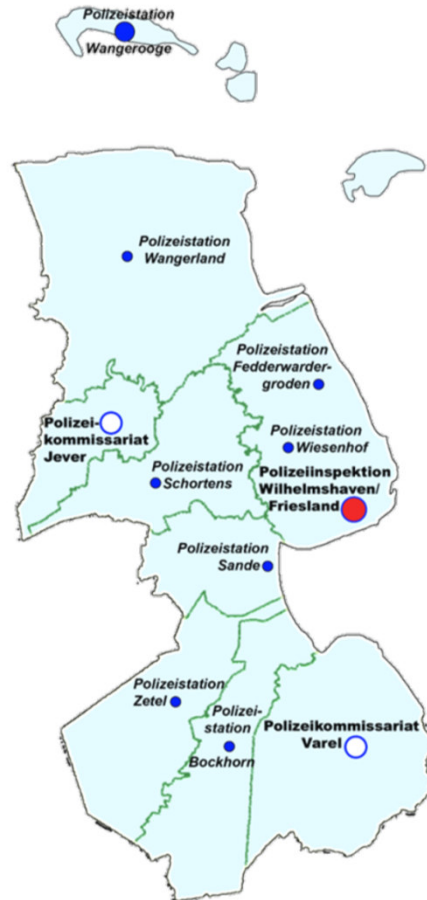 Polizeistation
Wangerooge
Polizeistation
Wangerland
Polizeistation
Fedderwarder-
groden
Polizei-
kommissariat
Jever
Polizeistation
Wiesenhof
Polizeistation
Schortens
Polizeiinspektion
Wilhelmshaven/
Friesland
Polizeistation
Sande
Polizeistation
Zetel
Polizei-
station
Bockhorn
Polizeikommissariat
Varel